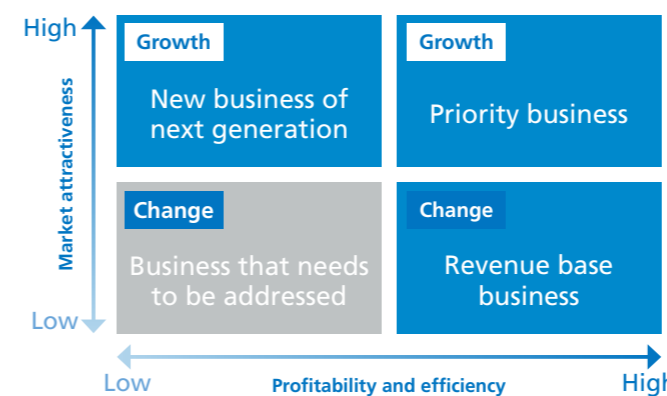 High
Growth
New business of
next generation
Growth
Priority business
Market attractiveness
Change
Business that needs
to be addressed
Change
Revenue base
business
Low
Low
Profitability and efficiency
High